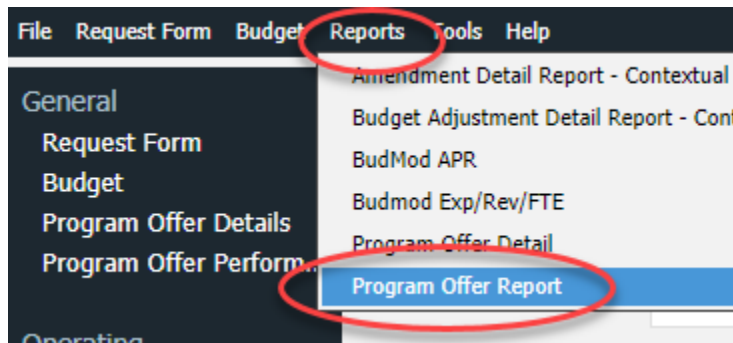 File Request Form Budget Reports Tools Help
Amendment Detail Report - Contextual
Budget Adjustment Detail Report - Cont
BudMod APR
Budmod Exp/Rev/FTE
Program Offer Detail
Program Offer Report
General
Request Form
Budget
Program Offer Details
Program Offer Perform...
Operating